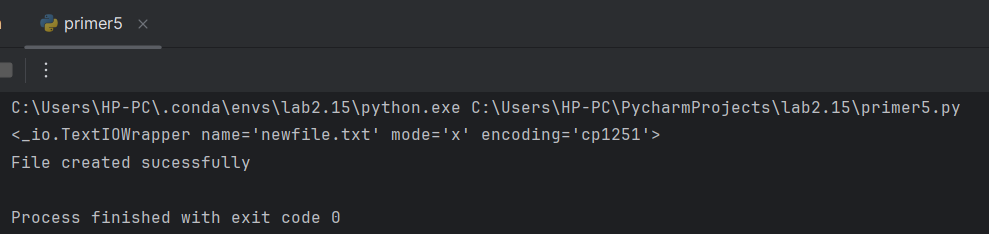 primer5
C:\Users\HP-PC\.conda\envs\lab2.15\python.exe C:\Users\HP-PC\PycharmProjects\lab2.15\primer5.py
<_io.TextIOWrapper name='newfile.txt' mode='x' encoding='cp1251'>
File created sucessfully
Process finished with exit code 0